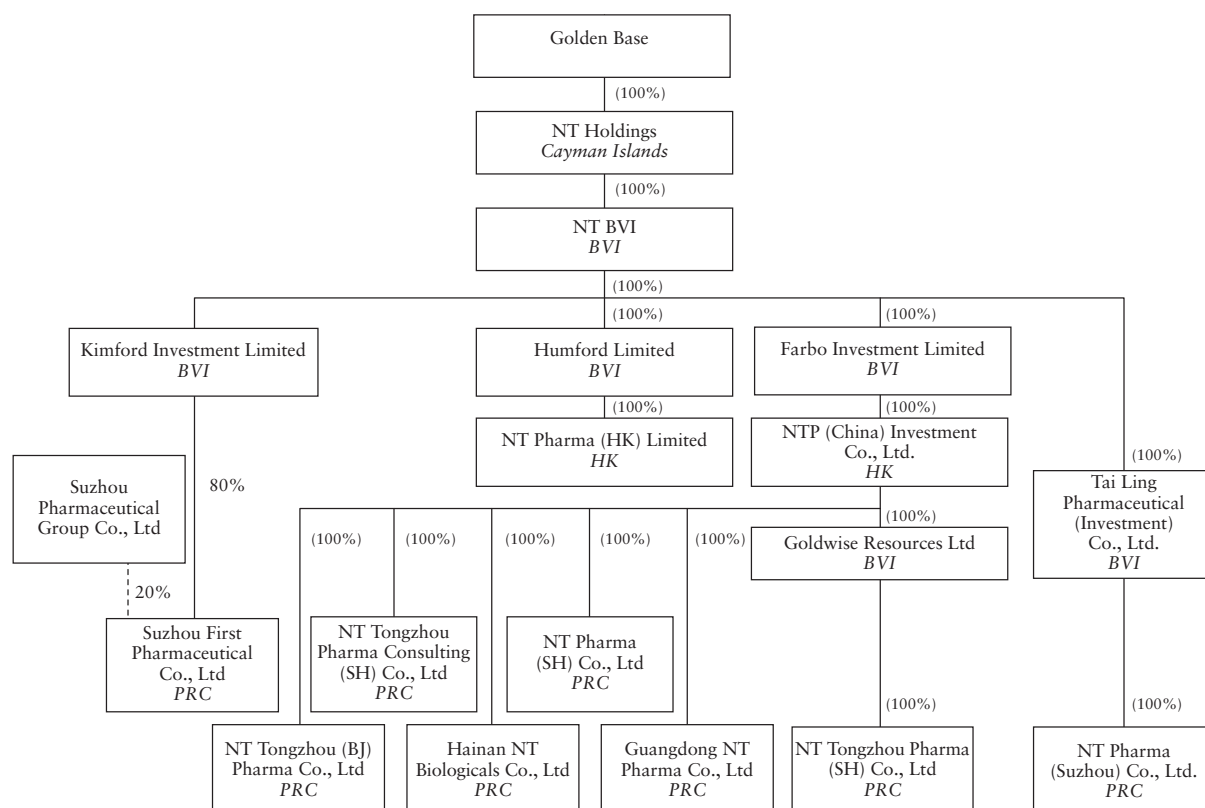 Golden Base
(100%)
NT Holdings
Cayman Islands
(100%)
NT BVI
BVI
(100%)
(100%)
(100%)
Kimford Investment Limited
BVI
Humford Limited
BVI
Farbo Investment Limited
BVI
(100%)
(100%)
NT Pharma (HK) Limited
HK
NTP (China) Investment
Co., Ltd.
HK
(100%)
Suzhou
Pharmaceutical
Group Co., Ltd
80%
Tai Ling
Pharmaceutical
(Investment)
Co., Ltd.
BVI
(100%)
(100%)
(100%)
(100%)
(100%)
(100%)
Goldwise Resources Ltd
BVI
20%
Suzhou First
Pharmaceutical
Co., Ltd
PRC
NT Tongzhou
Pharma Consulting
(SH) Co., Ltd
PRC
NT Pharma
(SH) Co., Ltd
PRC
(100%)
(100%)
NT Tongzhou (BJ)
Pharma Co., Ltd
PRC
Hainan NT
Biologicals Co., Ltd
PRC
Guangdong NT
Pharma Co., Ltd
PRC
NT Tongzhou Pharma
(SH) Co., Ltd
PRC
NT Pharma
(Suzhou) Co., Ltd.
PRC